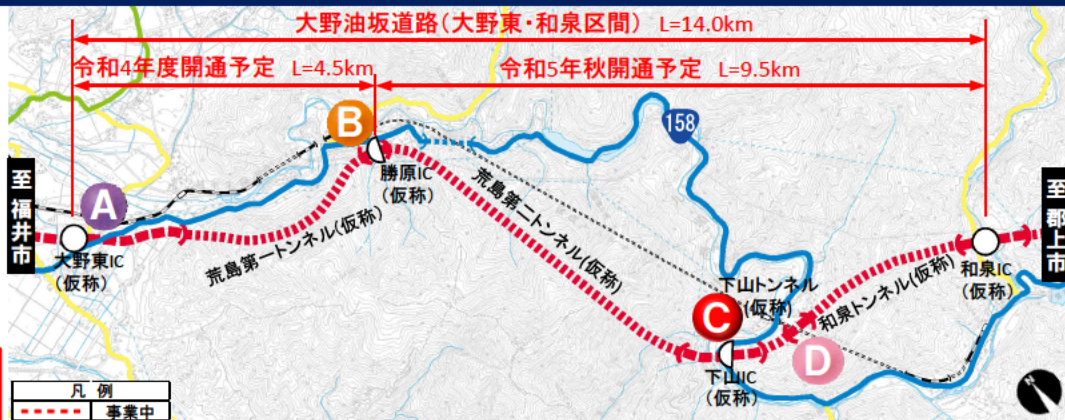 大野油坂道路(大野東・和泉区間) L=14.0km
令和4年度開通予定 L=4.5km
令和5年秋開通予定 L=9.5km
B
158
勝原IC
(仮称)
至福井市
A
大野東IC
(仮称)
荒島第一トンネル(仮称)
荒島第二トンネル(仮称)
下山トンネル
(仮称)
C
下山IC
(仮称)
D
和泉トンネル(仮称)
和泉IC
(仮称)
至郡上市
凡 例
事業中